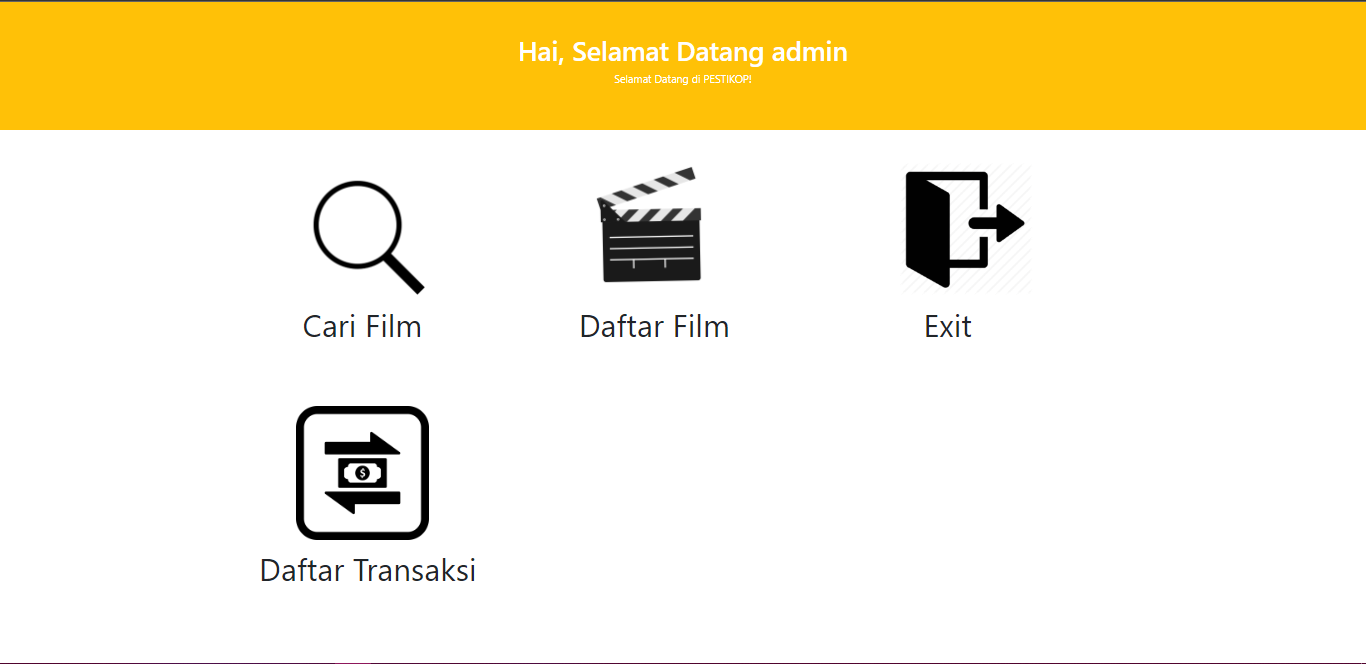 Hai, Selamat Datang admin
Selamat Datang di PESTIKOP!
Cari Film
Daftar Film
Exit
$
Daftar Transaksi